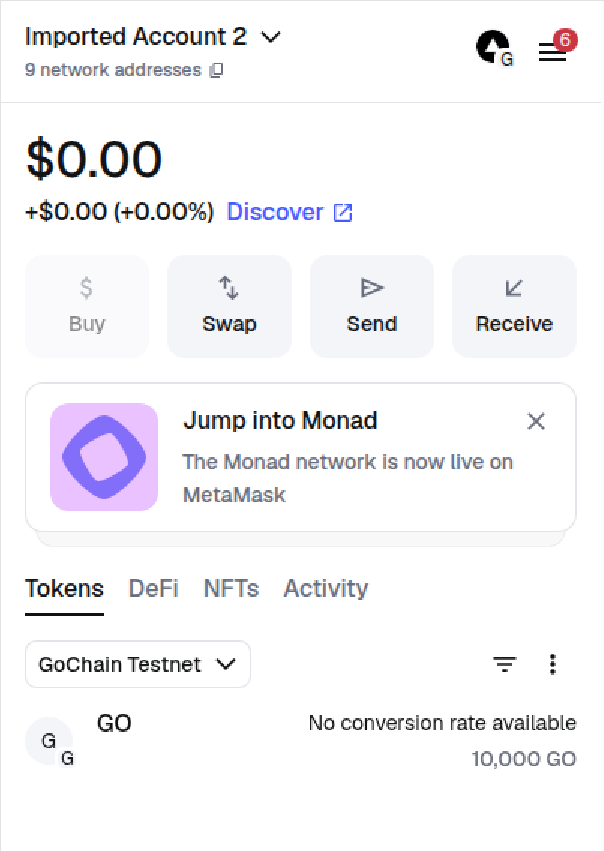 Imported Account 2
9 network addresses
G
6
$0.00
+$0.00 (+0.00%) Discover
$
Buy
Swap
Send
Receive
Jump into Monad
The Monad network is now live on
MetaMask
Tokens DeFi NFTs Activity
GoChain Testnet
G
G
GO
No conversion rate available
10,000 GO